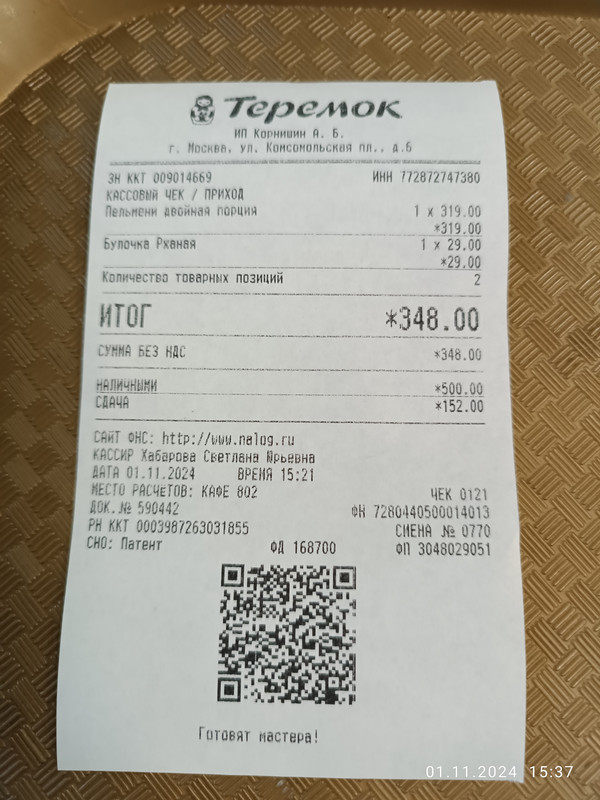 Теремок
ИП Корнишин А. Б.
г. Москва, ул. Комсомольская пл., д.6
ЗН ККТ 009014669 ИНН 772872747380
КАССОВЫЙ ЧЕК / ПРИХОД
Пельмени двойная порция 1 x 319.00
*319.00
Булочка Ржаная 1 x 29.00
*29.00
Количество товарных позиций 2
ИТОГ *348.00
СУММА БЕЗ НДС *348.00
НАЛИЧНЫМИ *500.00
СДАЧА *152.00
САЙТ ФНС: http://www.nalog.ru
КАССИР Хабарова Светлана Юрьевна
ДАТА 01.11.2024 ВРЕМЯ 15:21
МЕСТО РАСЧЕТОВ: КАФЕ 802 ЧЕК 0121
ДОК.№ 590442 ФН 7280440500014013
РН ККТ 0003987263031855 СМЕНА № 0770
СНО: Патент ФД 168700 ФП 3048029051
Готовят мастера!
01.11.2024 15:37